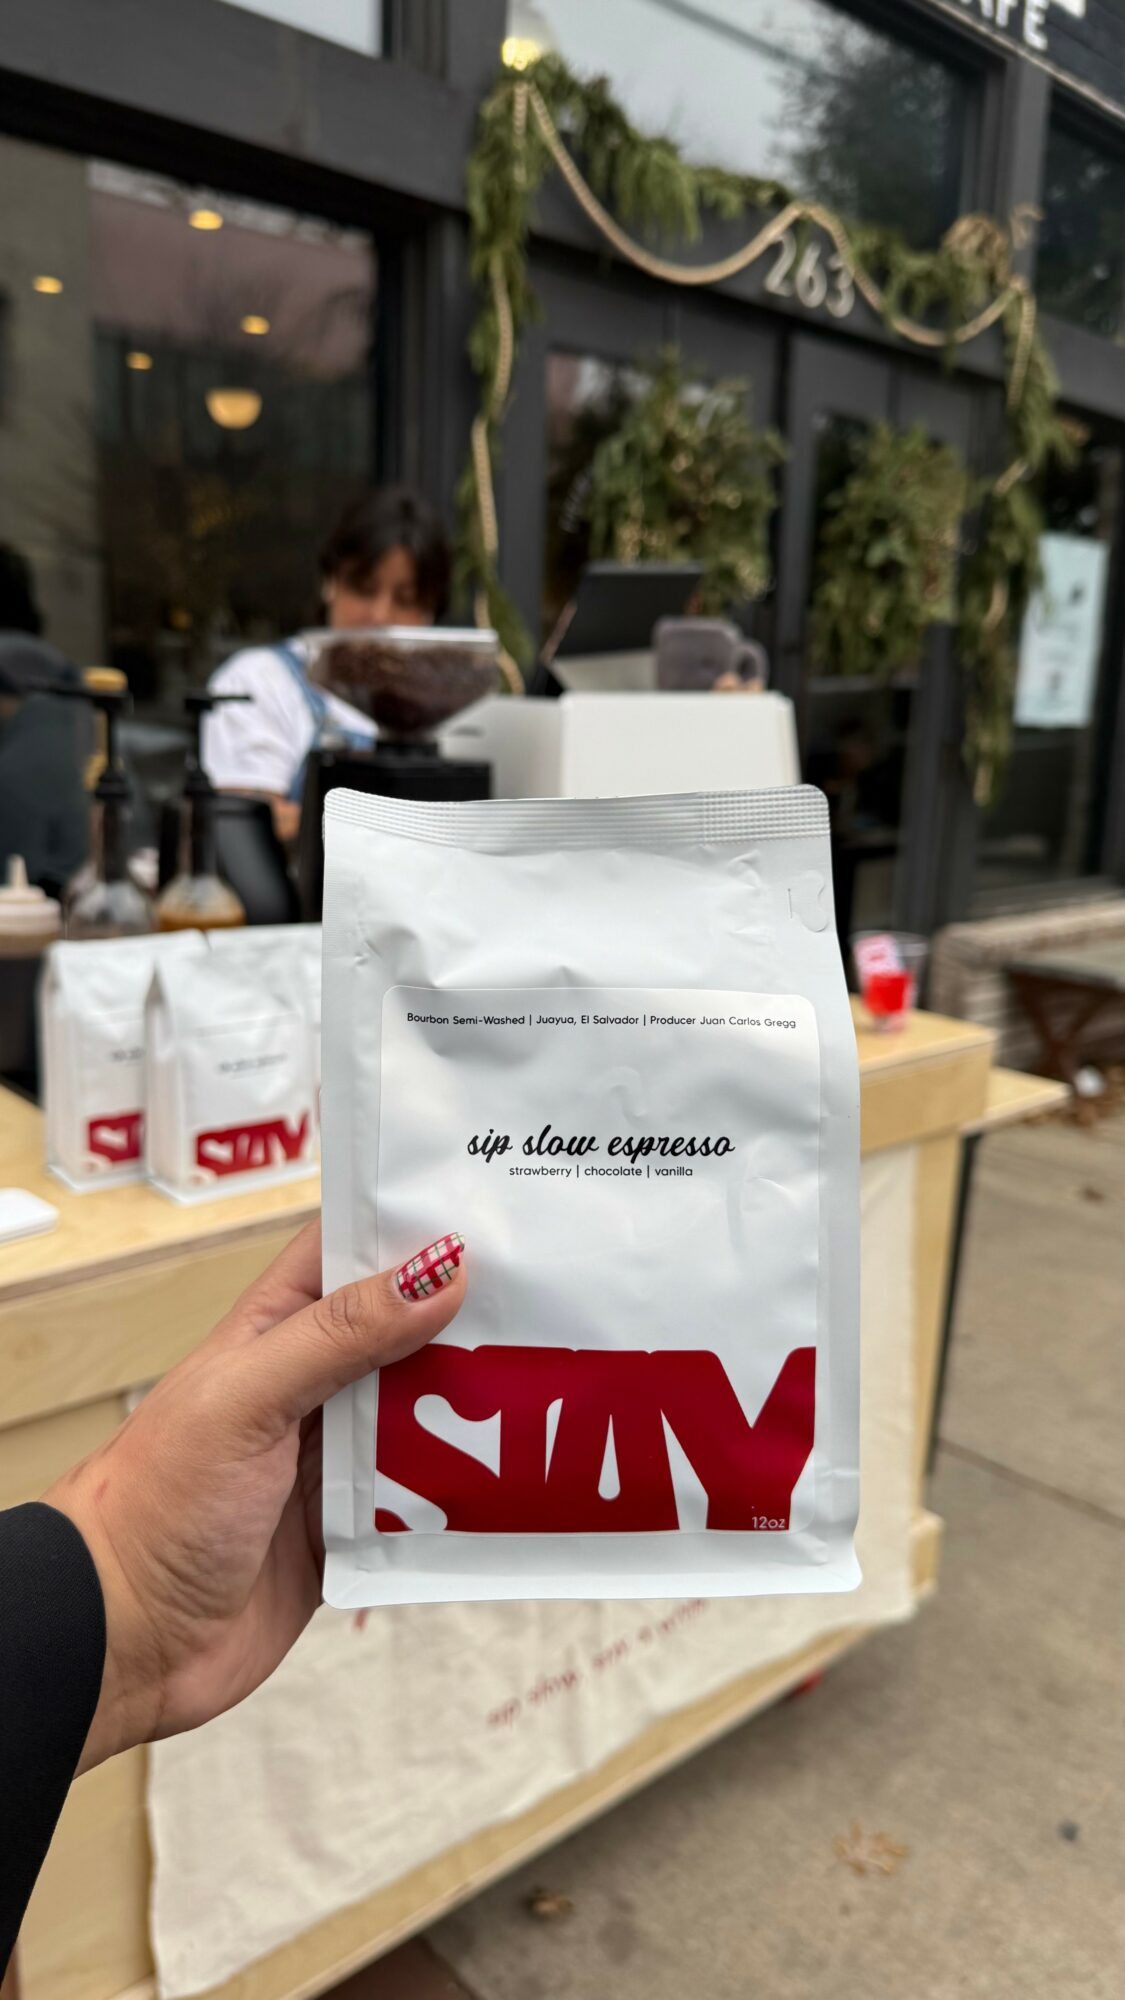 AFE
263
Bourbon Semi-Washed | Juayua, El Salvador | Producer Juan Carlos Gregg
sip slow espresso
strawberry | chocolate | vanilla
STAY
12oz
STAY